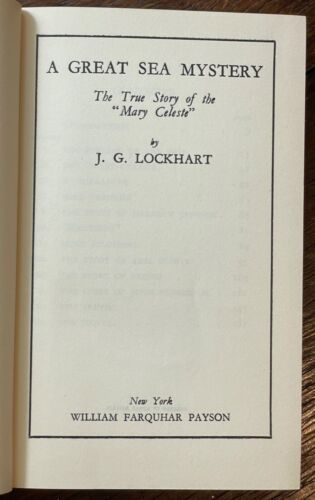 A GREAT SEA MYSTERY
The True Story of the
"Mary Celeste"
by
J. G. LOCKHART
New York
WILLIAM FARQUHAR PAYSON